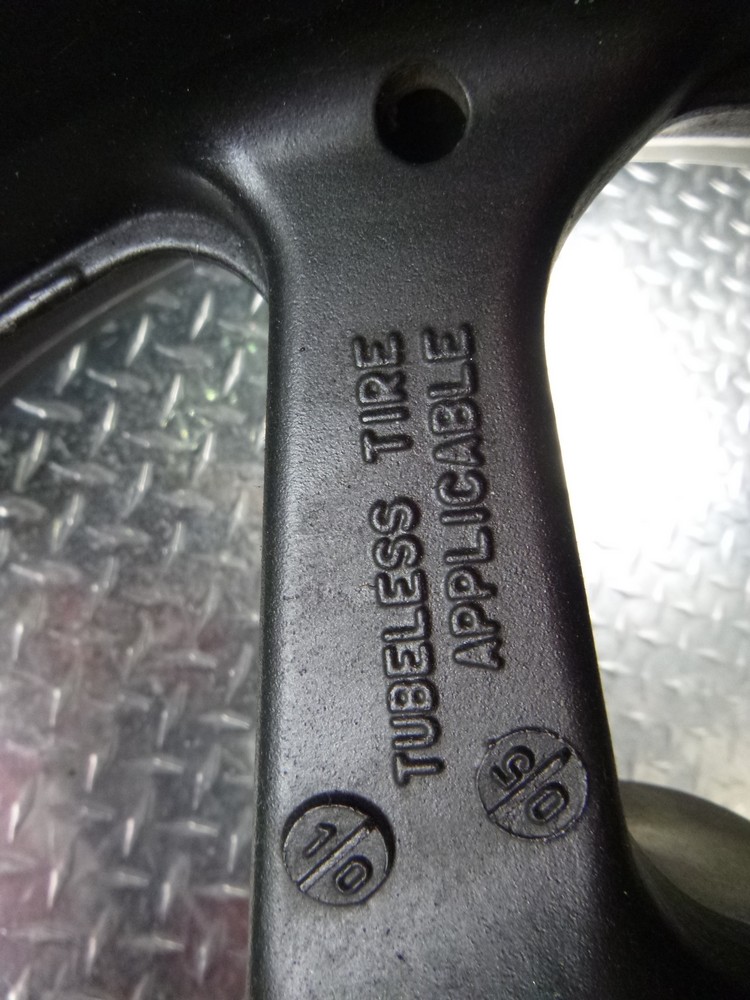 TUBELESS TIRE
APPLICABLE
1/0
5/0